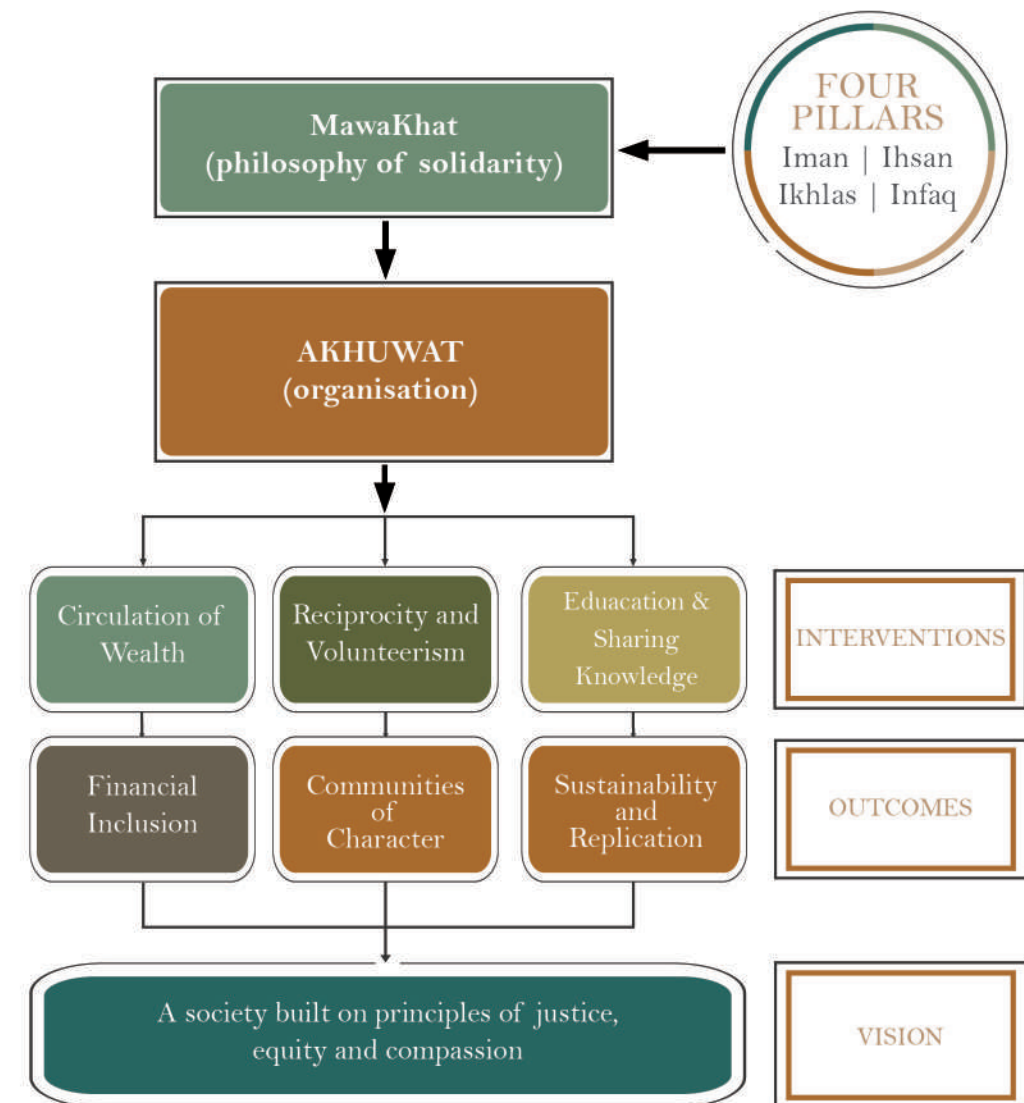 FOUR
PILLARS
Iman | Ihsan
Ikhlas | Infaq
MawaKhat
(philosophy of solidarity)
AKHUWAT
(organisation)
Circulation of
Wealth
Reciprocity and
Volunteerism
Eduacation &
Sharing
Knowledge
INTERVENTIONS
Financial
Inclusion
Communities
of
Character
Sustainability
and
Replication
OUTCOMES
A society built on principles of justice,
equity and compassion
VISION